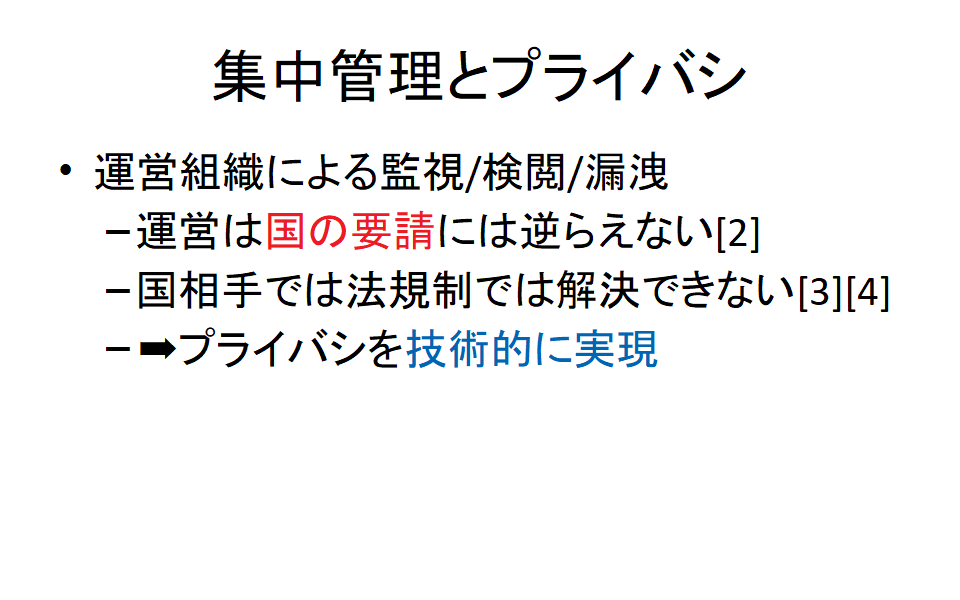 集中管理とプライバシ
• 運営組織による監視/検閲/漏洩
–運営は国の要請には逆らえない[2]
–国相手では法規制では解決できない[3][4]
–➡プライバシを技術的に実現